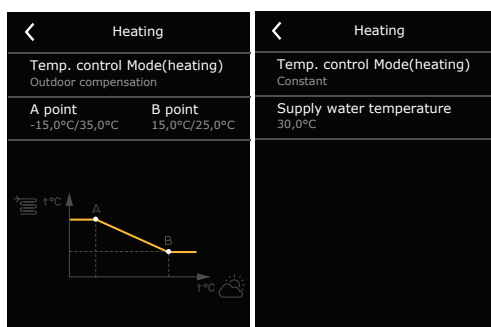 Heating
Temp. control Mode(heating)
Outdoor compensation
A point
-15,0°C/35,0°C
B point
15,0°C/25,0°C
t°C
A
B
t°C
Heating
Temp. control Mode(heating)
Constant
Supply water temperature
30,0°C